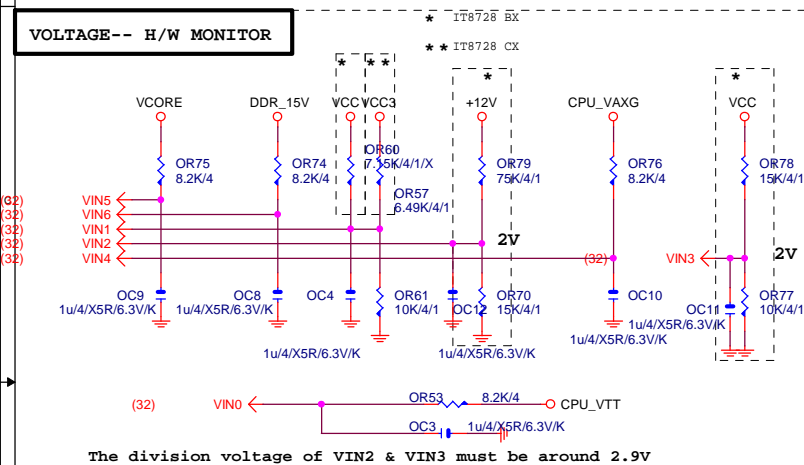 * IT8728 BX
VOLTAGE-- H/W MONITOR
** IT8728 CX
* ** * *
VCORE DDR_15V VCC VCC3 +12V CPU_VAXG VCC
OR75 8.2K/4
OR74 8.2K/4
OR60 7.15K/4/1/X
OR57 6.49K/4/1
OR79 75K/4/1
OR76 8.2K/4
OR78 15K/4/1
(32) VIN5
(32) VIN6
(32) VIN1
(32) VIN2
(32) VIN4
2V
(32) VIN3
2V
OC9 1u/4/X5R/6.3V/K
OC8 1u/4/X5R/6.3V/K
OC4 1u/4/X5R/6.3V/K
OR61 10K/4/1
OC12 1u/4/X5R/6.3V/K
OR70 15K/4/1
OC10 1u/4/X5R/6.3V/K
OC11 1u/4/X5R/6.3V/K
OR77 10K/4/1
(32) VIN0 OR53 8.2K/4 CPU_VTT
OC3 1u/4/X5R/6.3V/K
The division voltage of VIN2 & VIN3 must be around 2.9V